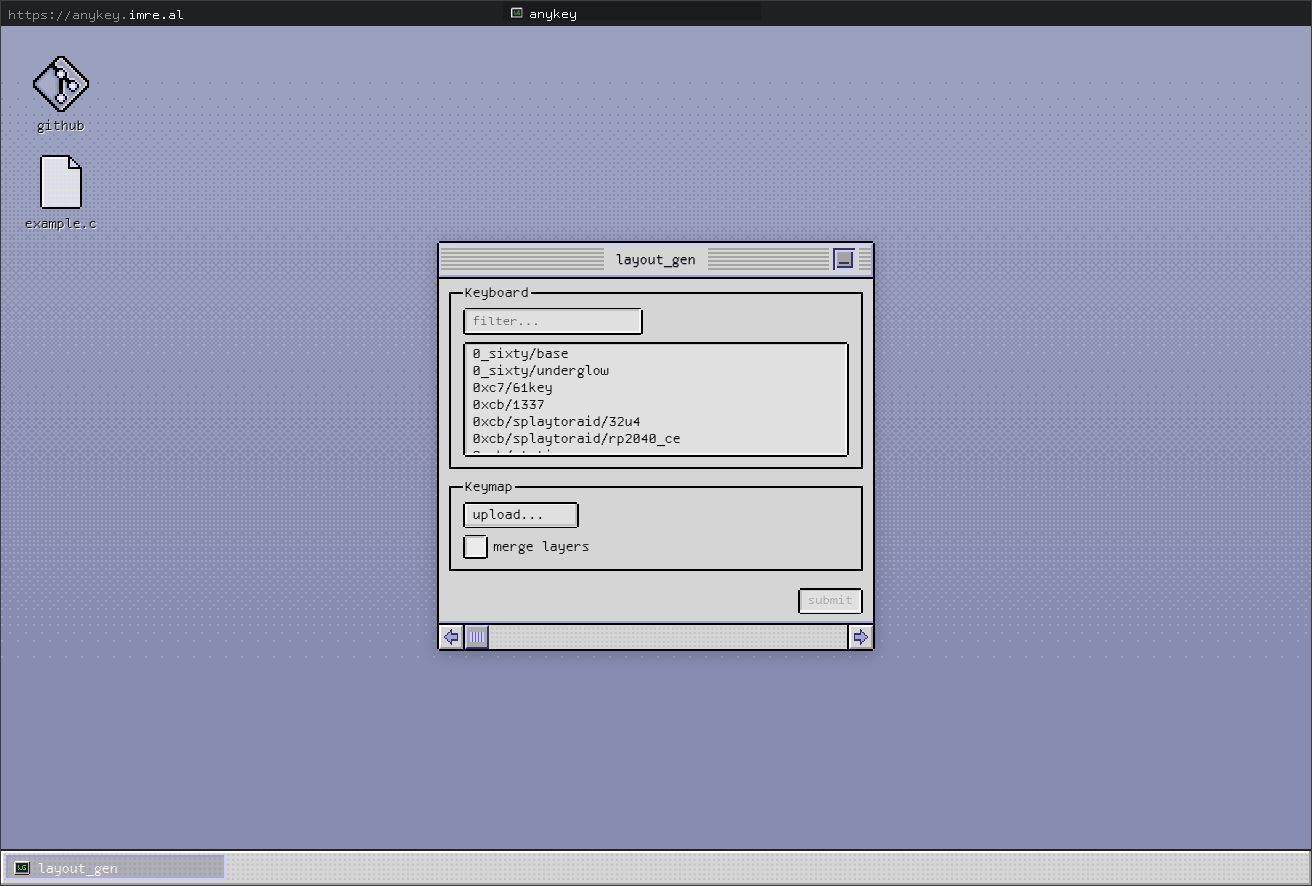 https://anykey.imre.al
anykey
github
example.c
layout_gen
Keyboard
filter...
0_sixty/base
0_sixty/underglow
0xc7/61key
0xcb/1337
0xcb/splaytoraid/32u4
0xcb/splaytoraid/rp2040_ce
Keymap
upload...
merge layers
submit
layout_gen